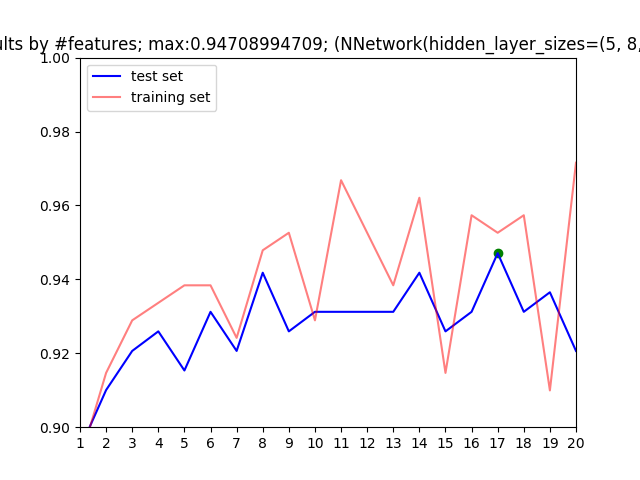 ults by #features; max:0.94708994709; (NNetwork(hidden_layer_sizes=(5, 8,
1.00
test set
training set
0.98
0.96
0.94
0.92
0.90
1 2 3 4 5 6 7 8 9 10 11 12 13 14 15 16 17 18 19 20